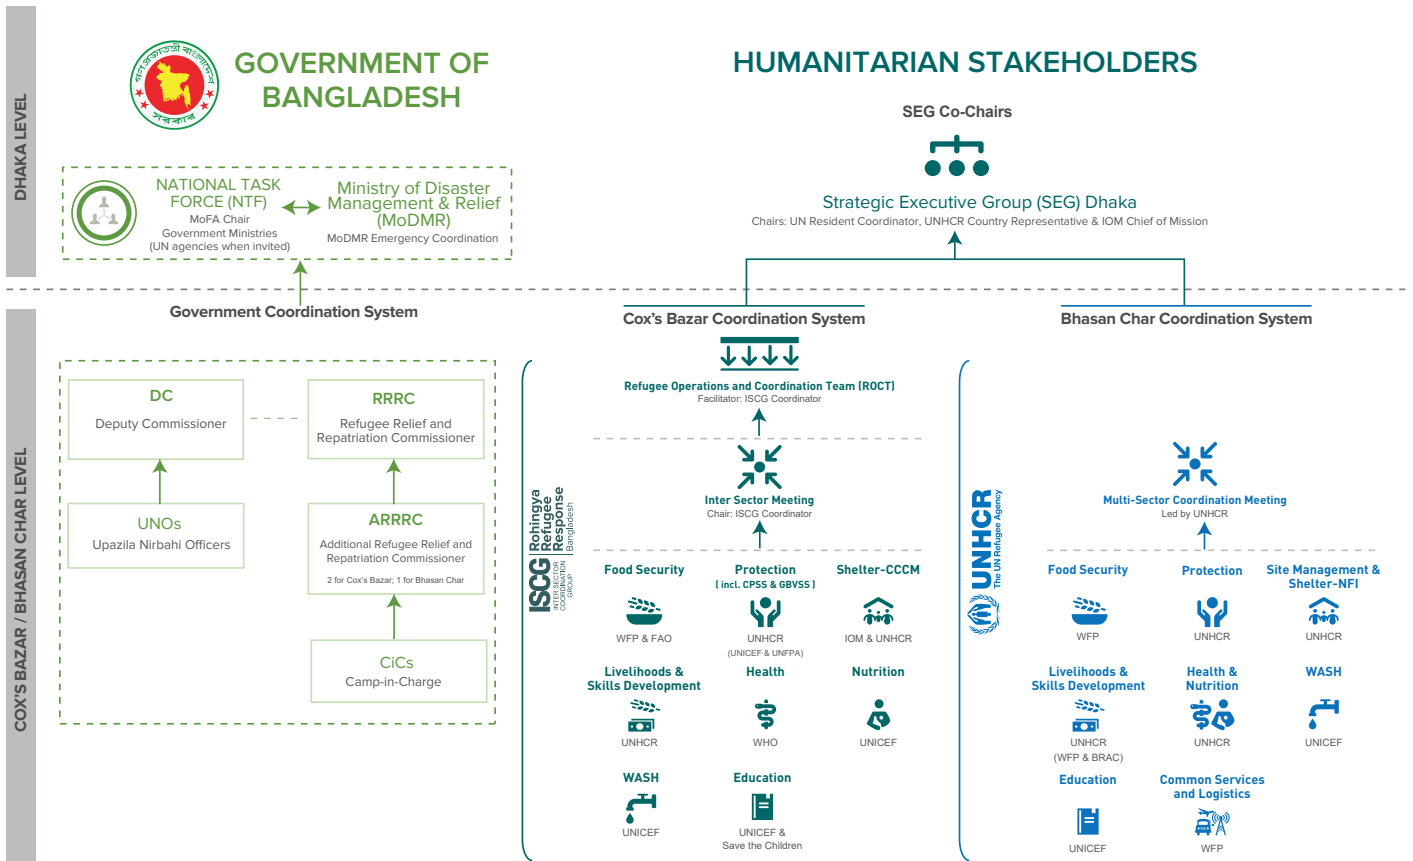 DHAKA LEVEL
গণপ্রজাতন্ত্রী বাংলাদেশ
সরকার
GOVERNMENT OF
BANGLADESH
NATIONAL TASK
FORCE (NTF)
MoFA Chair
Government Ministries
(UN agencies when invited)
Ministry of Disaster
Management & Relief
(MoDMR)
MoDMR Emergency Coordination
HUMANITARIAN STAKEHOLDERS
SEG Co-Chairs
Strategic Executive Group (SEG) Dhaka
Chairs: UN Resident Coordinator, UNHCR Country Representative & IOM Chief of Mission
COX'S BAZAR / BHASAN CHAR LEVEL
Government Coordination System
DC
Deputy Commissioner
RRRC
Refugee Relief and
Repatriation Commissioner
UNOs
Upazila Nirbahi Officers
ARRRC
Additional Refugee Relief and
Repatriation Commissioner
2 for Cox's Bazar; 1 for Bhasan Char
CiCs
Camp-in-Charge
Cox's Bazar Coordination System
Refugee Operations and Coordination Team (ROCT)
Facilitator: ISCG Coordinator
Inter Sector Meeting
Chair: ISCG Coordinator
ISCG
INTER SECTOR
COORDINATION
GROUP
Rohingya
Refugee
Response
Bangladesh
Food Security
WFP & FAO
Protection
( incl. CPSS & GBVSS )
UNHCR
(UNICEF & UNFPA)
Shelter-CCCM
IOM & UNHCR
Livelihoods &
Skills Development
UNHCR
Health
WHO
Nutrition
UNICEF
WASH
UNICEF
Education
UNICEF &
Save the Children
Bhasan Char Coordination System
Multi-Sector Coordination Meeting
Led by UNHCR
UNHCR
The UN Refugee Agency
Food Security
WFP
Protection
UNHCR
Site Management &
Shelter-NFI
UNHCR
Livelihoods &
Skills Development
UNHCR
(WFP & BRAC)
Health &
Nutrition
UNHCR
WASH
UNICEF
Education
UNICEF
Common Services
and Logistics
WFP